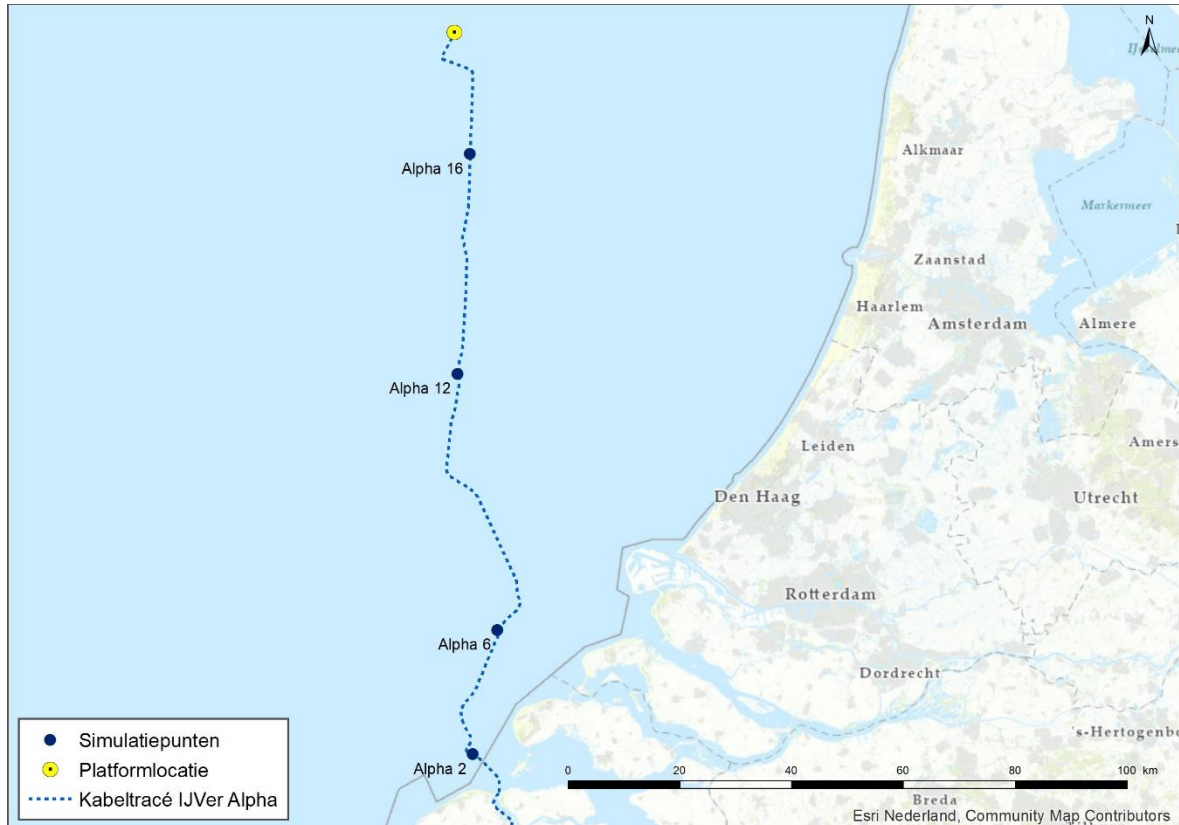 N
IJsselmeer
Alkmaar
Alpha 16
Markermeer
Zaanstad
Haarlem
Amsterdam
Almere
Alpha 12
Leiden
Amers
Den Haag
Utrecht
Rotterdam
Alpha 6
Dordrecht
's-Hertogenbo
Simulatiepunten
Platformlocatie
Kabeltracé IJVer Alpha
Alpha 2
0 20 40 60 80 100 km
Breda
Esri Nederland, Community Map Contributors